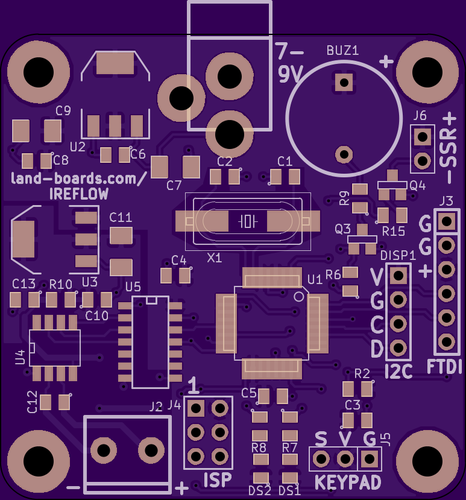 7-
9V
BUZ1
+
J6
-SSR+
C9
U2
C6
C8
land-boards.com/
IREFLOW
C7
C2
C1
Q4
R9
J3
R15
G
G
+
FTDI
C11
X1
Q3
DISP1
V
G
C
D
I2C
U3
C4
U1
R6
C13
R10
C10
U5
U4
C12
R2
C5
C3
J2
J4
1
ISP
R8
R7
DS2
DS1
J5
S V G
KEYPAD
- +